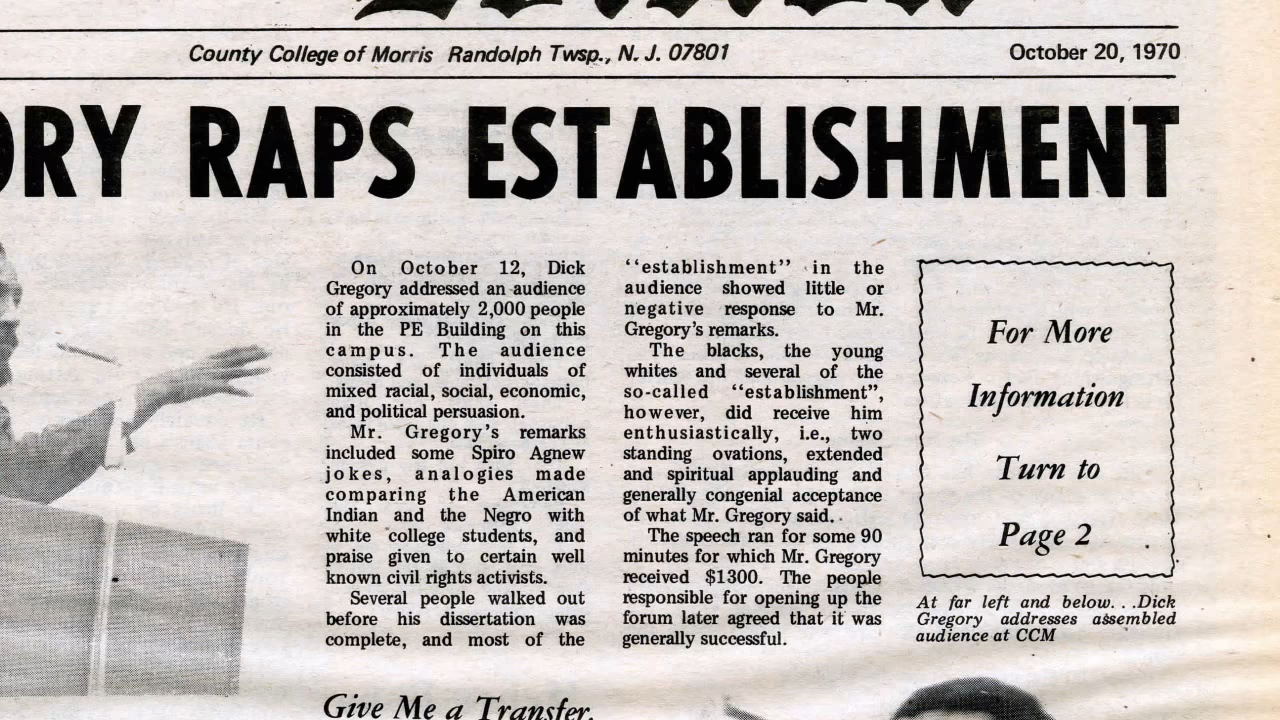 County College of Morris Randolph Twsp., N. J. 07801
October 20, 1970
RAPS ESTABLISHMENT
On October 12, Dick
Gregory addressed an audience
of approximately 2,000 people
in the PE Building on this
campus. The audience
consisted of individuals of
mixed racial, social, economic,
and political persuasion.
Mr. Gregory's remarks
included some Spiro Agnew
jokes, analogies made
comparing the American
Indian and the Negro with
white college students, and
praise given to certain well
known civil rights activists.
Several people walked out
before his dissertation was
complete, and most of the
"establishment" in the
audience showed little or
negative response to Mr.
Gregory's remarks.
The blacks, the young
whites and several of the
so-called "establishment",
however, did receive him
enthusiastically, i.e., two
standing ovations, extended
and spiritual applauding and
generally congenial acceptance
of what Mr. Gregory said.
The speech ran for some 90
minutes for which Mr. Gregory
received $1300. The people
responsible for opening up the
forum later agreed that it was
generally successful.
For More
Information
Turn to
Page 2
At far left and below. . .Dick
Gregory addresses assembled
audience at CCM
Give Me a Transfer.